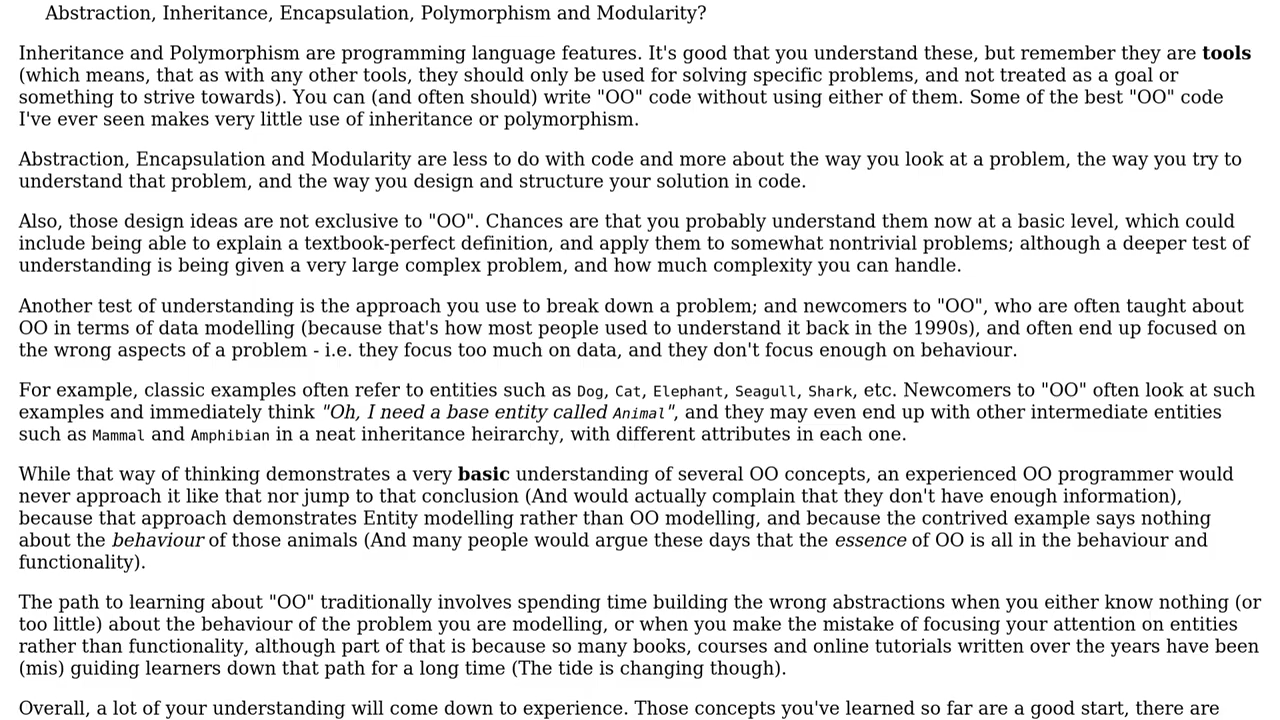 Abstraction, Inheritance, Encapsulation, Polymorphism and Modularity?
Inheritance and Polymorphism are programming language features. It's good that you understand these, but remember they are tools
(which means, that as with any other tools, they should only be used for solving specific problems, and not treated as a goal or
something to strive towards). You can (and often should) write "OO" code without using either of them. Some of the best "OO" code
I've ever seen makes very little use of inheritance or polymorphism.
Abstraction, Encapsulation and Modularity are less to do with code and more about the way you look at a problem, the way you try to
understand that problem, and the way you design and structure your solution in code.
Also, those design ideas are not exclusive to "OO". Chances are that you probably understand them now at a basic level, which could
include being able to explain a textbook-perfect definition, and apply them to somewhat nontrivial problems; although a deeper test of
understanding is being given a very large complex problem, and how much complexity you can handle.
Another test of understanding is the approach you use to break down a problem; and newcomers to "OO", who are often taught about
OO in terms of data modelling (because that's how most people used to understand it back in the 1990s), and often end up focused on
the wrong aspects of a problem - i.e. they focus too much on data, and they don't focus enough on behaviour.
For example, classic examples often refer to entities such as Dog, Cat, Elephant, Seagull, Shark, etc. Newcomers to "OO" often look at such
examples and immediately think "Oh, I need a base entity called Animal", and they may even end up with other intermediate entities
such as Mammal and Amphibian in a neat inheritance heirarchy, with different attributes in each one.
While that way of thinking demonstrates a very basic understanding of several OO concepts, an experienced OO programmer would
never approach it like that nor jump to that conclusion (And would actually complain that they don't have enough information),
because that approach demonstrates Entity modelling rather than OO modelling, and because the contrived example says nothing
about the behaviour of those animals (And many people would argue these days that the essence of OO is all in the behaviour and
functionality).
The path to learning about "OO" traditionally involves spending time building the wrong abstractions when you either know nothing (or
too little) about the behaviour of the problem you are modelling, or when you make the mistake of focusing your attention on entities
rather than functionality, although part of that is because so many books, courses and online tutorials written over the years have been
(mis) guiding learners down that path for a long time (The tide is changing though).
Overall, a lot of your understanding will come down to experience. Those concepts you've learned so far are a good start, there are